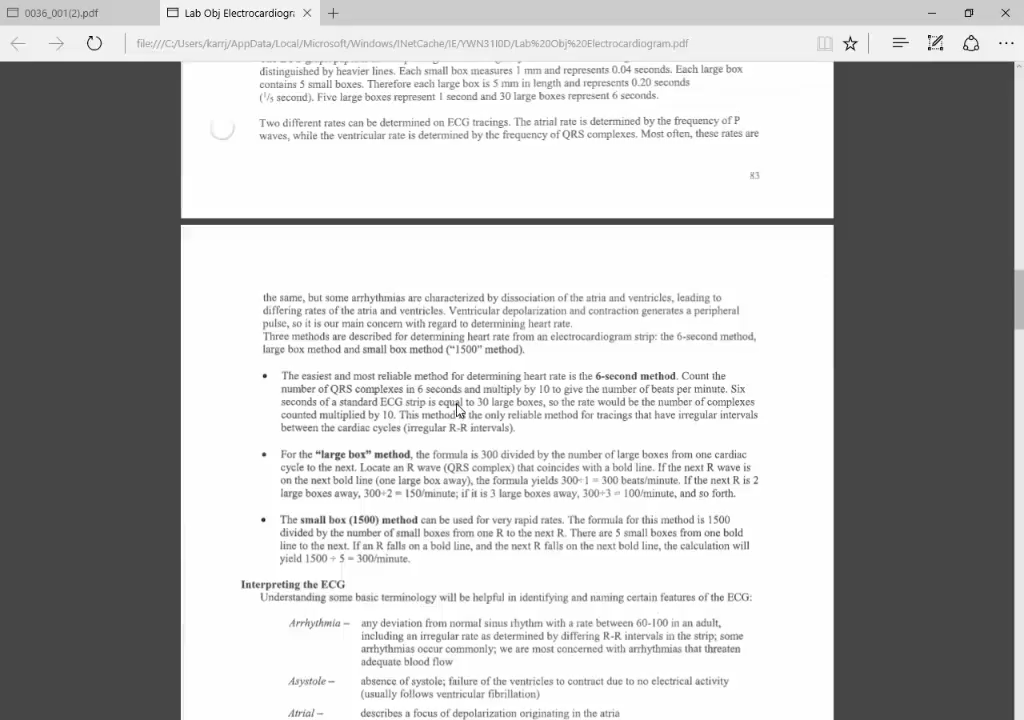 0036_001(2).pdf
Lab Obj Electrocardiogra
file:///C:/Users/karrj/AppData/Local/Microsoft/Windows/INetCache/IE/YWN31I0D/Lab%20Obj%20Electrocardiogram.pdf
distinguished by heavier lines. Each small box measures 1 mm and represents 0.04 seconds. Each large box
contains 5 small boxes. Therefore each large box is 5 mm in length and represents 0.20 seconds
(1/5 second). Five large boxes represent 1 second and 30 large boxes represent 6 seconds.
Two different rates can be determined on ECG tracings. The atrial rate is determined by the frequency of P
waves, while the ventricular rate is determined by the frequency of QRS complexes. Most often, these rates are
83
the same, but some arrhythmias are characterized by dissociation of the atria and ventricles, leading to
differing rates of the atria and ventricles. Ventricular depolarization and contraction generates a peripheral
pulse, so it is our main concern with regard to determining heart rate.
Three methods are described for determining heart rate from an electrocardiogram strip: the 6-second method,
large box method and small box method ("1500" method).
• The easiest and most reliable method for determining heart rate is the 6-second method. Count the
number of QRS complexes in 6 seconds and multiply by 10 to give the number of beats per minute. Six
seconds of a standard ECG strip is equal to 30 large boxes, so the rate would be the number of complexes
counted multiplied by 10. This method is the only reliable method for tracings that have irregular intervals
between the cardiac cycles (irregular R-R intervals).
• For the "large box" method, the formula is 300 divided by the number of large boxes from one cardiac
cycle to the next. Locate an R wave (QRS complex) that coincides with a bold line. If the next R wave is
on the next bold line (one large box away), the formula yields 300÷1 = 300 beats/minute. If the next R is 2
large boxes away, 300÷2 = 150/minute; if it is 3 large boxes away, 300÷3 = 100/minute, and so forth.
• The small box (1500) method can be used for very rapid rates. The formula for this method is 1500
divided by the number of small boxes from one R to the next R. There are 5 small boxes from one bold
line to the next. If an R falls on a bold line, and the next R falls on the next bold line, the calculation will
yield 1500 ÷ 5 = 300/minute.
Interpreting the ECG
Understanding some basic terminology will be helpful in identifying and naming certain features of the ECG:
Arrhythmia – any deviation from normal sinus rhythm with a rate between 60-100 in an adult,
including an irregular rate as determined by differing R-R intervals in the strip; some
arrhythmias occur commonly; we are most concerned with arrhythmias that threaten
adequate blood flow
Asystole – absence of systole; failure of the ventricles to contract due to no electrical activity
(usually follows ventricular fibrillation)
Atrial – describes a focus of depolarization originating in the atria